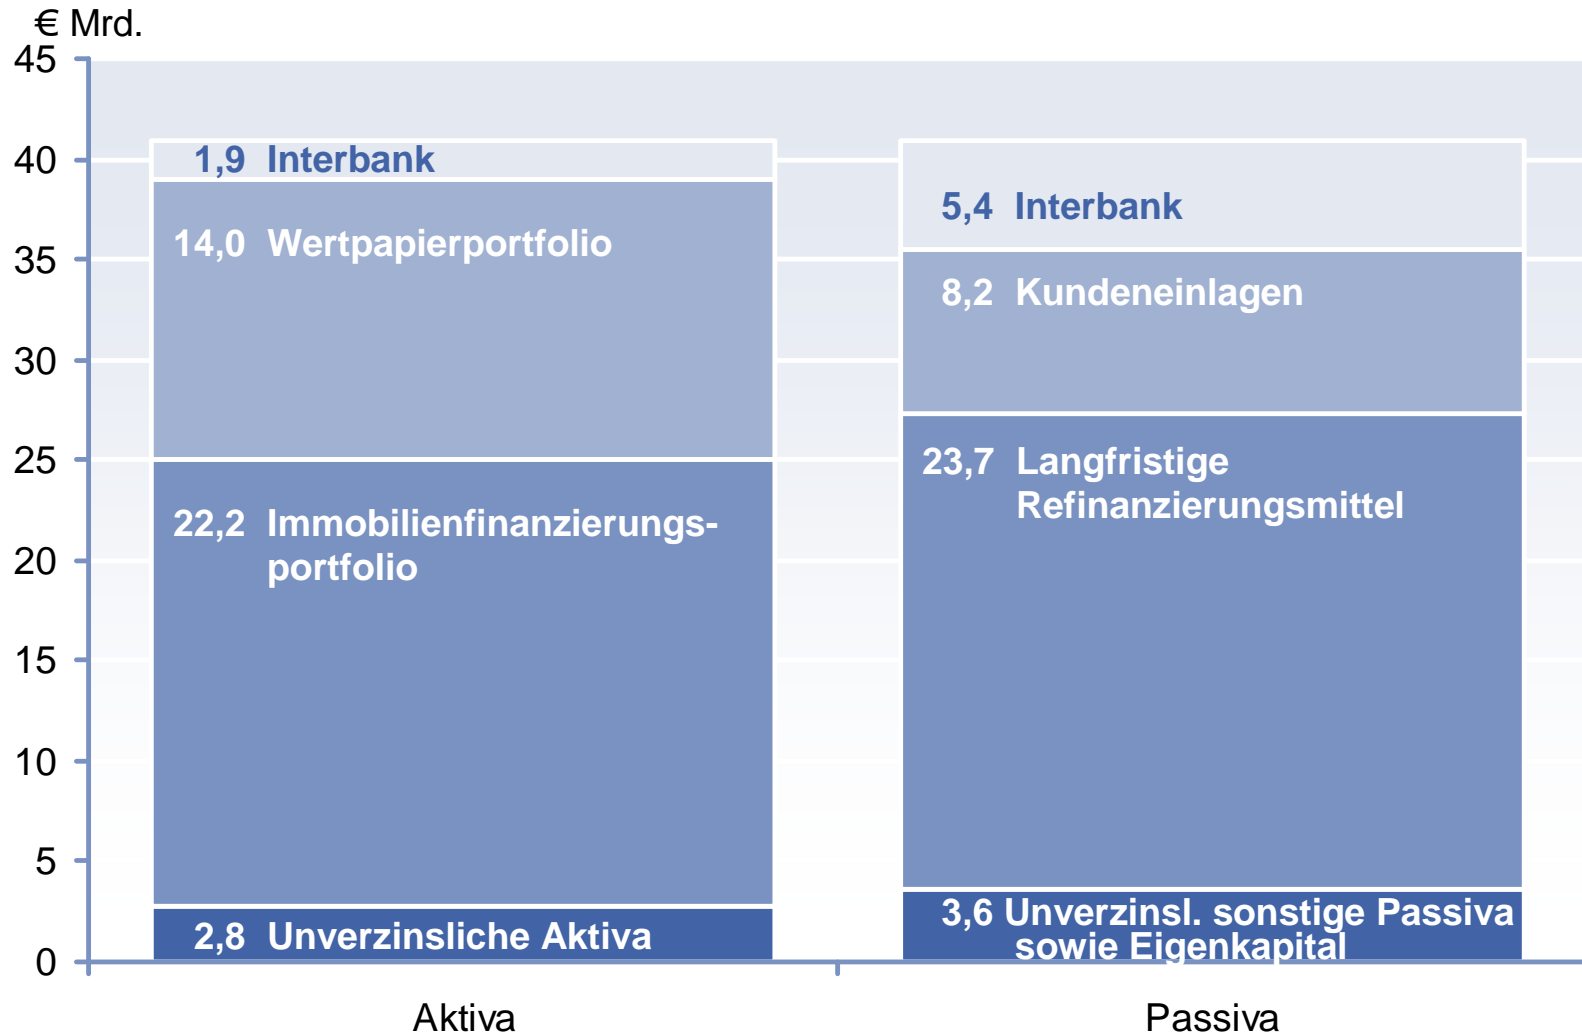 € Mrd.
45
40
35
30
25
20
15
10
5
0
1,9 Interbank
14,0 Wertpapierportfolio
22,2 Immobilienfinanzierungs-
portfolio
2,8 Unverzinsliche Aktiva
5,4 Interbank
8,2 Kundeneinlagen
23,7 Langfristige
Refinanzierungsmittel
3,6 Unverzinsl. sonstige Passiva
sowie Eigenkapital
Aktiva
Passiva